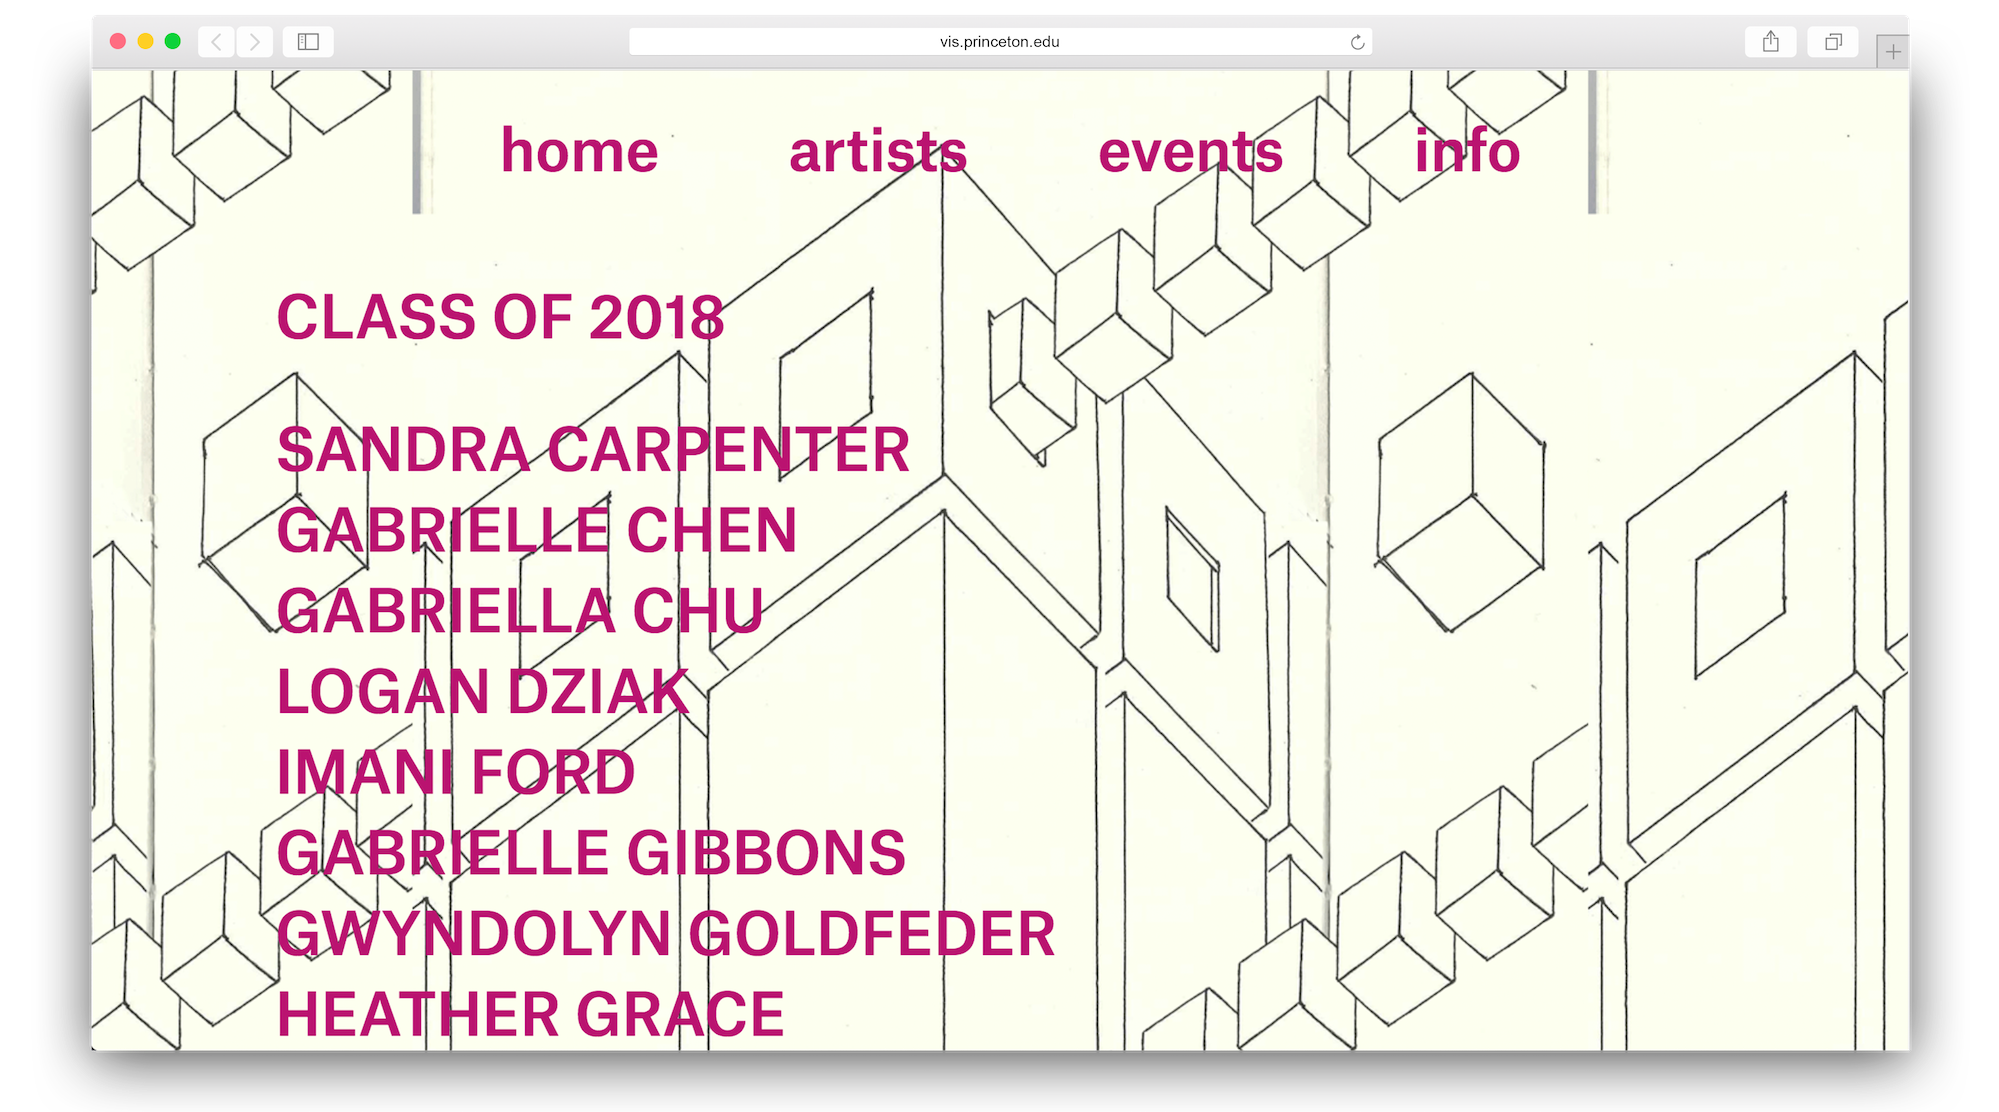 vis.princeton.edu
home artists events info
CLASS OF 2018
SANDRA CARPENTER
GABRIELLE CHEN
GABRIELLA CHU
LOGAN DZIAK
IMANI FORD
GABRIELLE GIBBONS
GWYNDOLYN GOLDFEDER
HEATHER GRACE